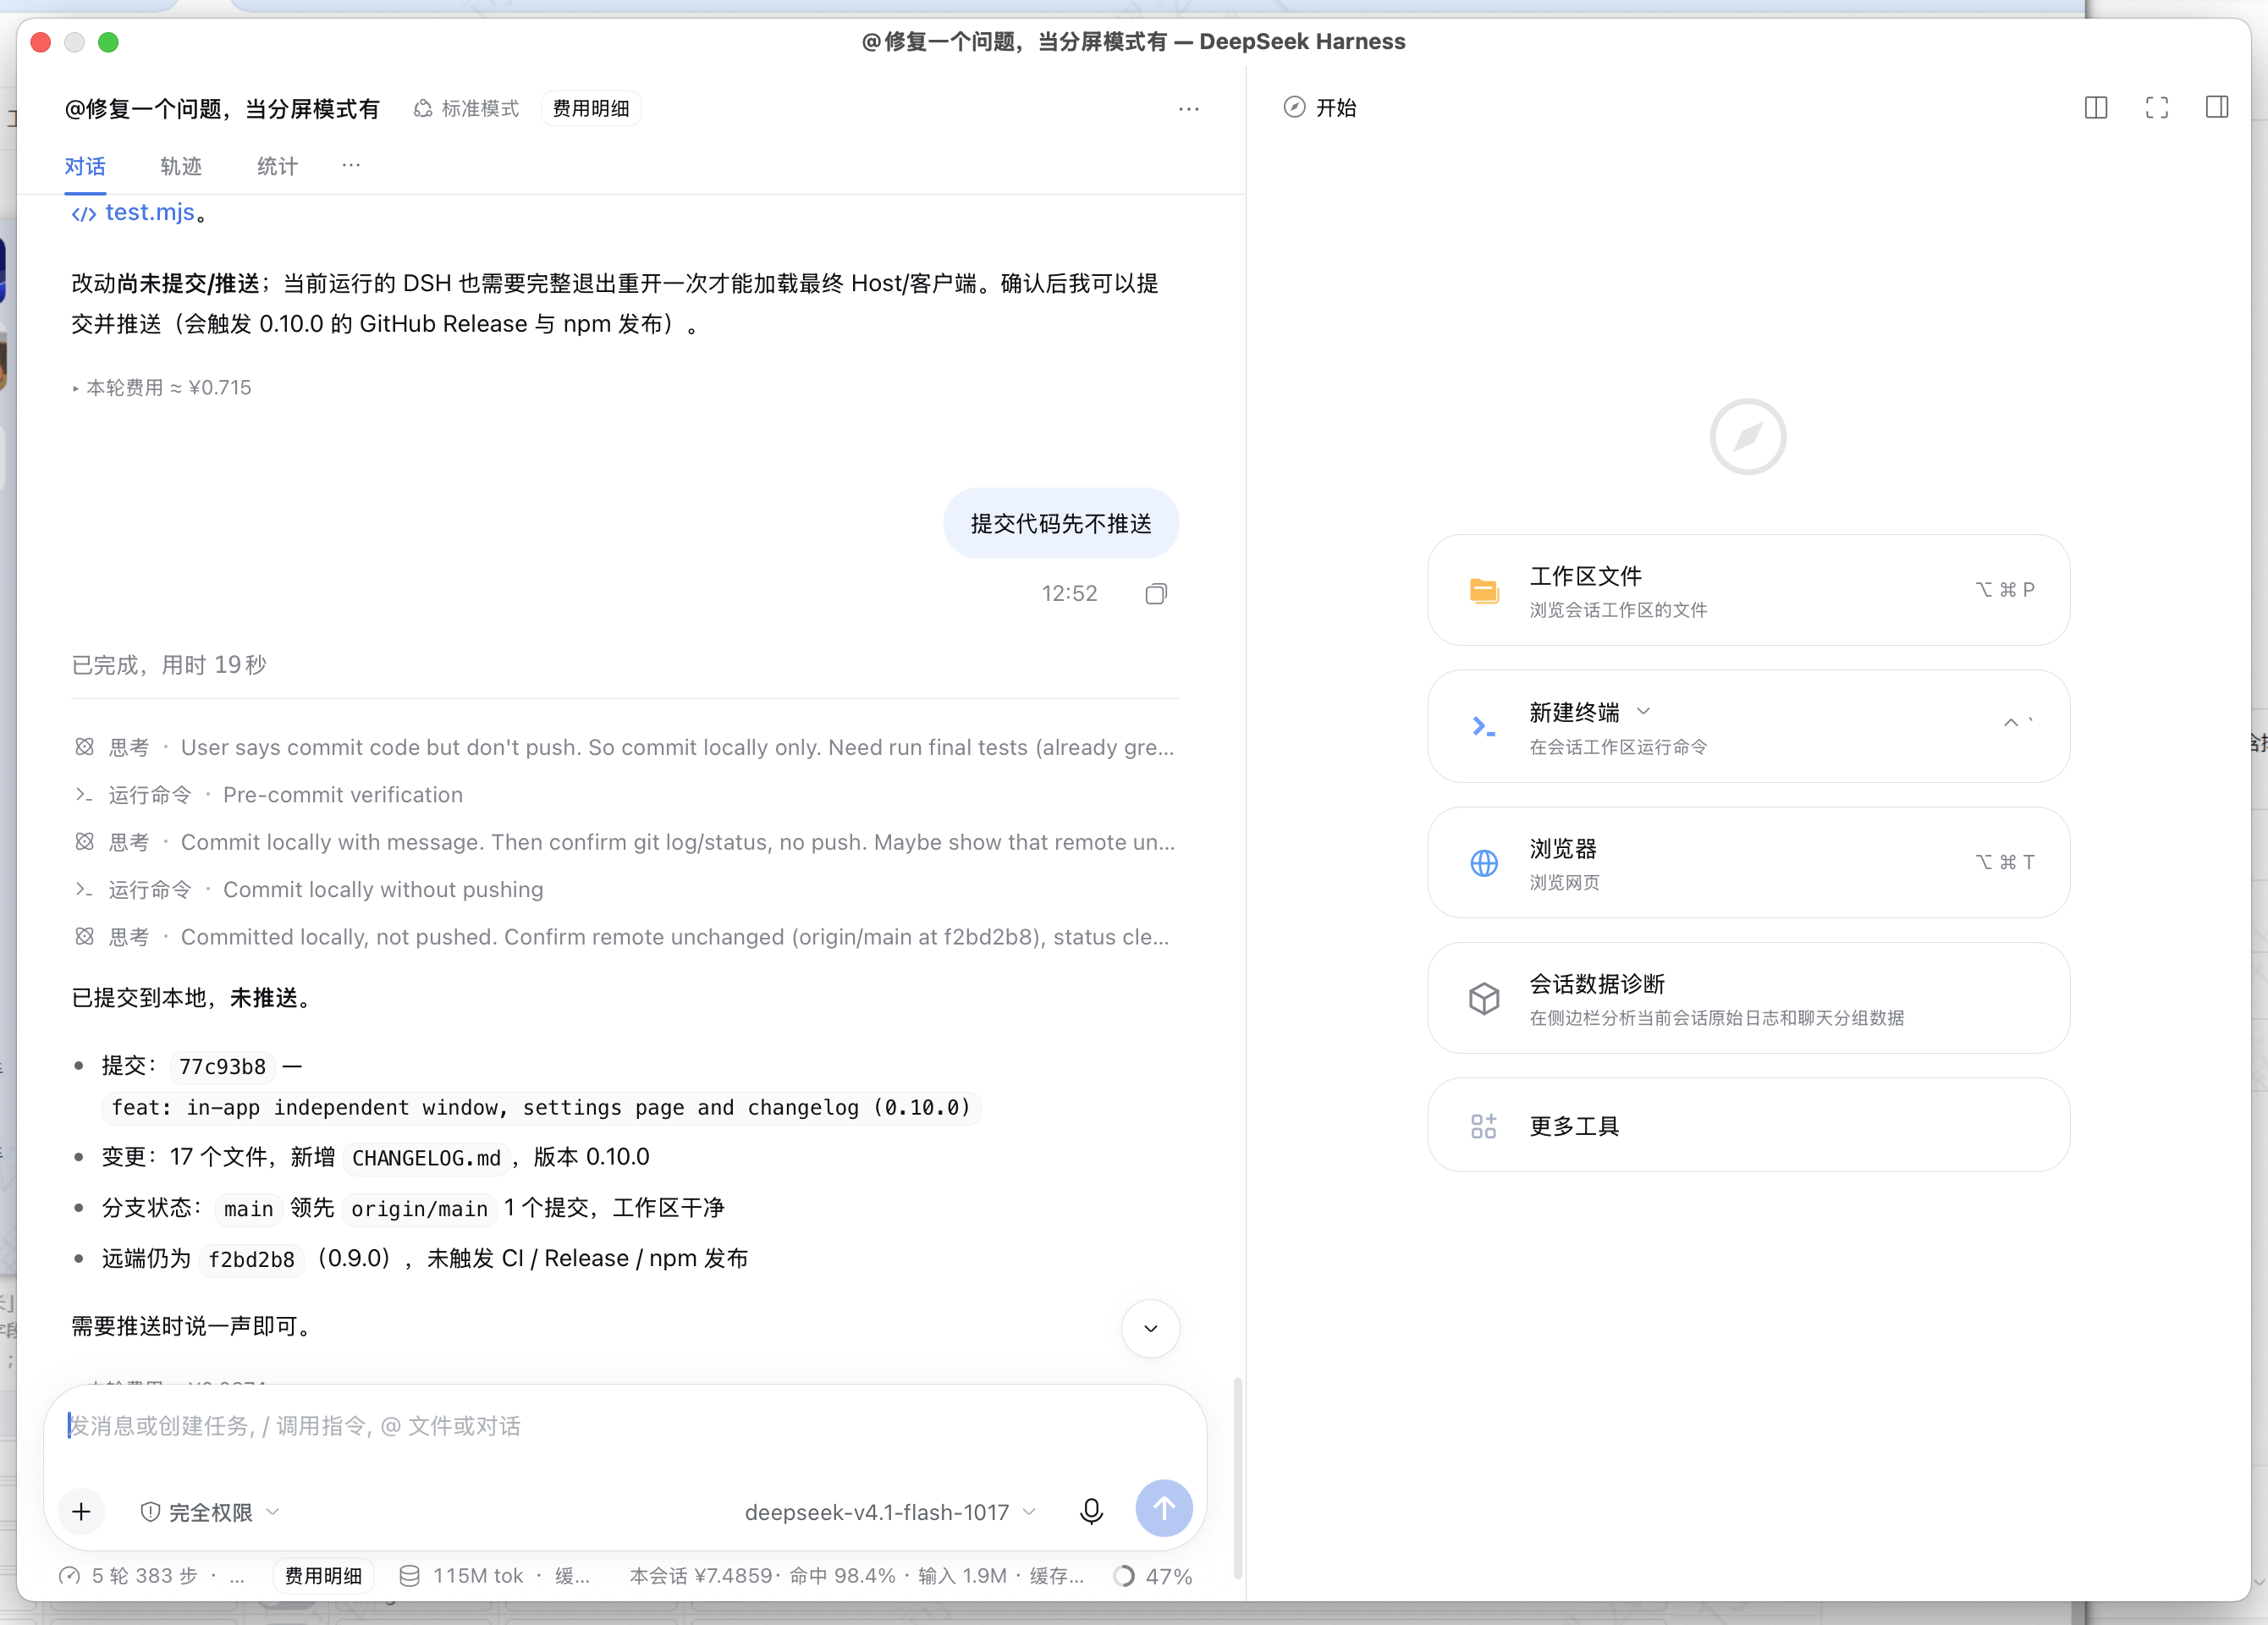 @修复一个问题，当分屏模式有 — DeepSeek Harness
@修复一个问题，当分屏模式有
标准模式
费用明细
对话
轨迹
统计
</> test.mjs。
改动尚未提交/推送；当前运行的 DSH 也需要完整退出重开一次才能加载最终 Host/客户端。确认后我可以提
交并推送（会触发 0.10.0 的 GitHub Release 与 npm 发布）。
本轮费用 ≈ ¥0.715
提交代码先不推送
12:52
已完成，用时 19秒
思考 · User says commit code but don't push. So commit locally only. Need run final tests (already gre...
运行命令 · Pre-commit verification
思考 · Commit locally with message. Then confirm git log/status, no push. Maybe show that remote un...
运行命令 · Commit locally without pushing
思考 · Committed locally, not pushed. Confirm remote unchanged (origin/main at f2bd2b8), status cle...
已提交到本地，未推送。
• 提交： 77c93b8 —
feat: in-app independent window, settings page and changelog (0.10.0)
• 变更：17 个文件，新增 CHANGELOG.md ，版本 0.10.0
• 分支状态： main 领先 origin/main 1 个提交，工作区干净
• 远端仍为 f2bd2b8 （0.9.0），未触发 CI / Release / npm 发布
需要推送时说一声即可。
发消息或创建任务, / 调用指令, @ 文件或对话
完全权限
deepseek-v4.1-flash-1017
5 轮 383 步 · ...
费用明细
115M tok · 缓...
本会话 ¥7.4859 · 命中 98.4% · 输入 1.9M · 缓存...
47%
开始
工作区文件
浏览会话工作区的文件
⌥ ⌘ P
新建终端
在会话工作区运行命令
^ `
浏览器
浏览网页
⌥ ⌘ T
会话数据诊断
在侧边栏分析当前会话原始日志和聊天分组数据
更多工具